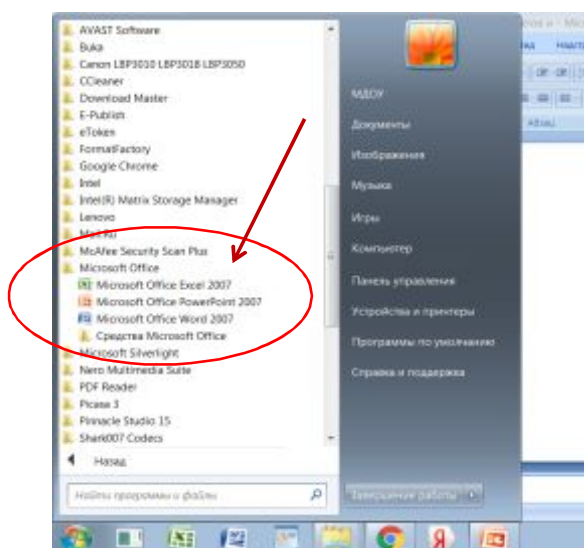 AVAST Software
Buka
Canon LBP3010 LBP3018 LBP3050
CCleaner
Download Master
E-Publish
eToken
FormatFactory
Google Chrome
Intel
Intel(R) Matrix Storage Manager
Lenovo
Mail.Ru
McAfee Security Scan Plus
Microsoft Office
Microsoft Office Excel 2007
Microsoft Office PowerPoint 2007
Microsoft Office Word 2007
Средства Microsoft Office
Microsoft Silverlight
Nero Multimedia Suite
PDF Reader
Picasa 3
Pinnacle Studio 15
Shark007 Codecs
Назад
Найти программы и файлы
МДОУ
Документы
Изображения
Музыка
Игры
Компьютер
Панель управления
Устройства и принтеры
Программы по умолчанию
Справка и поддержка
Завершение работы
Абзац